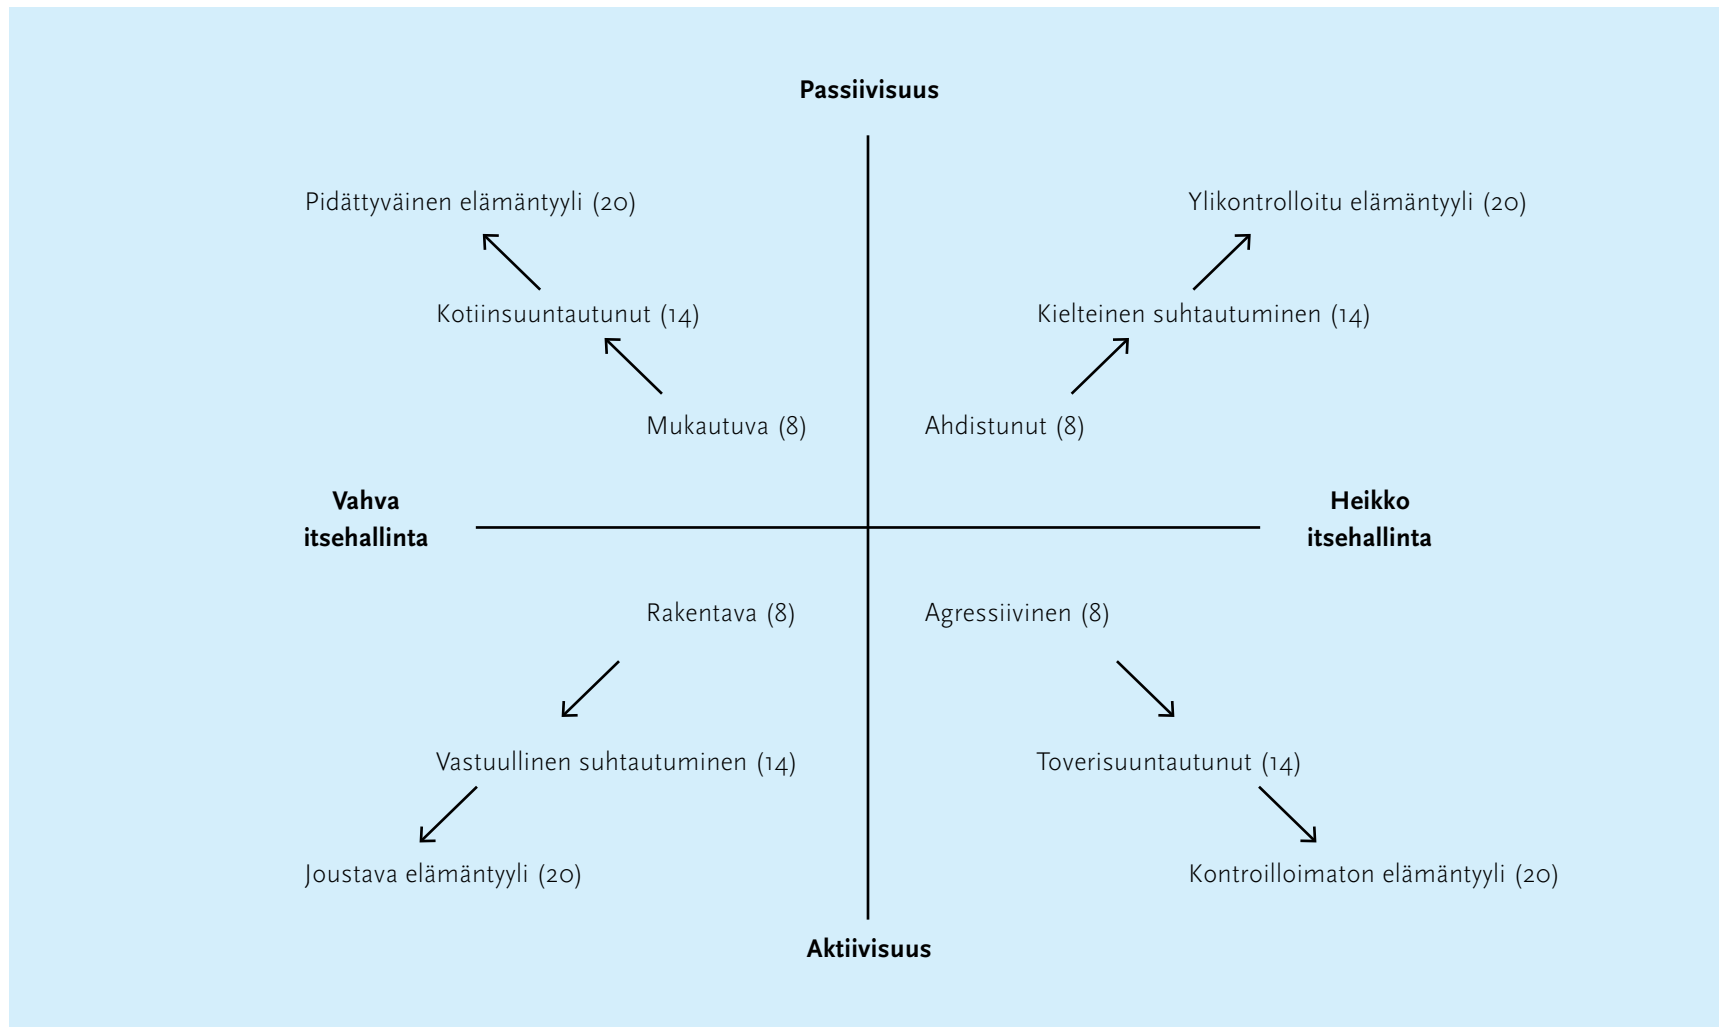 Passiivisuus
Pidättyväinen elämäntyyli (20)
Ylikontrolloitu elämäntyyli (20)
Kotiinsuuntautunut (14)
Kielteinen suhtautuminen (14)
Mukautuva (8)
Ahdistunut (8)
Vahva
itsehallinta
Heikko
itsehallinta
Rakentava (8)
Agressiivinen (8)
Vastuullinen suhtautuminen (14)
Toverisuuntautunut (14)
Joustava elämäntyyli (20)
Kontroilloimaton elämäntyyli (20)
Aktiivisuus